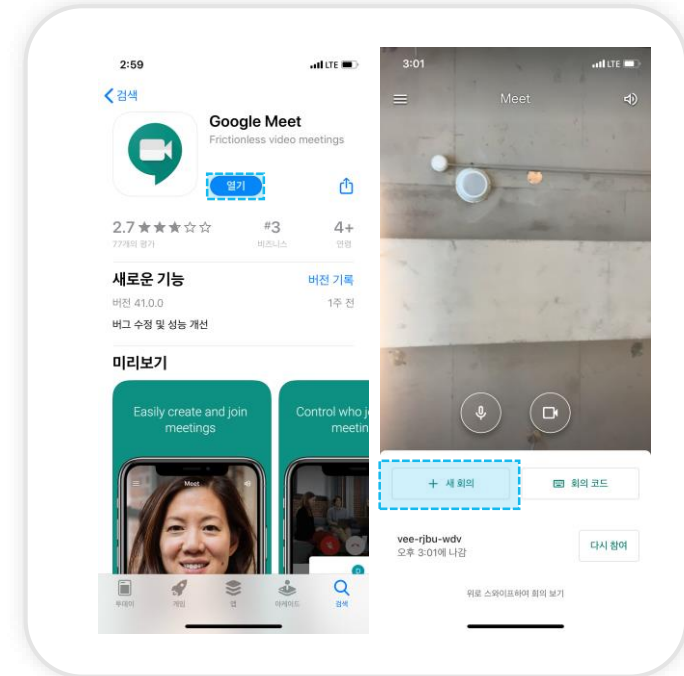 2:59
LTE
검색
Google Meet
Frictionless video meetings
열기
2.7
#3
4+
77개의 평가
비즈니스
연령
새로운 기능
버전 기록
버전 41.0.0
1주 전
버그 수정 및 성능 개선
미리보기
Easily create and join
meetings
Control who j
meetin
Meet
투데이
게임
앱
아케이드
검색
3:01
LTE
Meet
+ 새 회의
회의 코드
vee-rjbu-wdv
오후 3:01에 나감
다시 참여
위로 스와이프하여 회의 보기